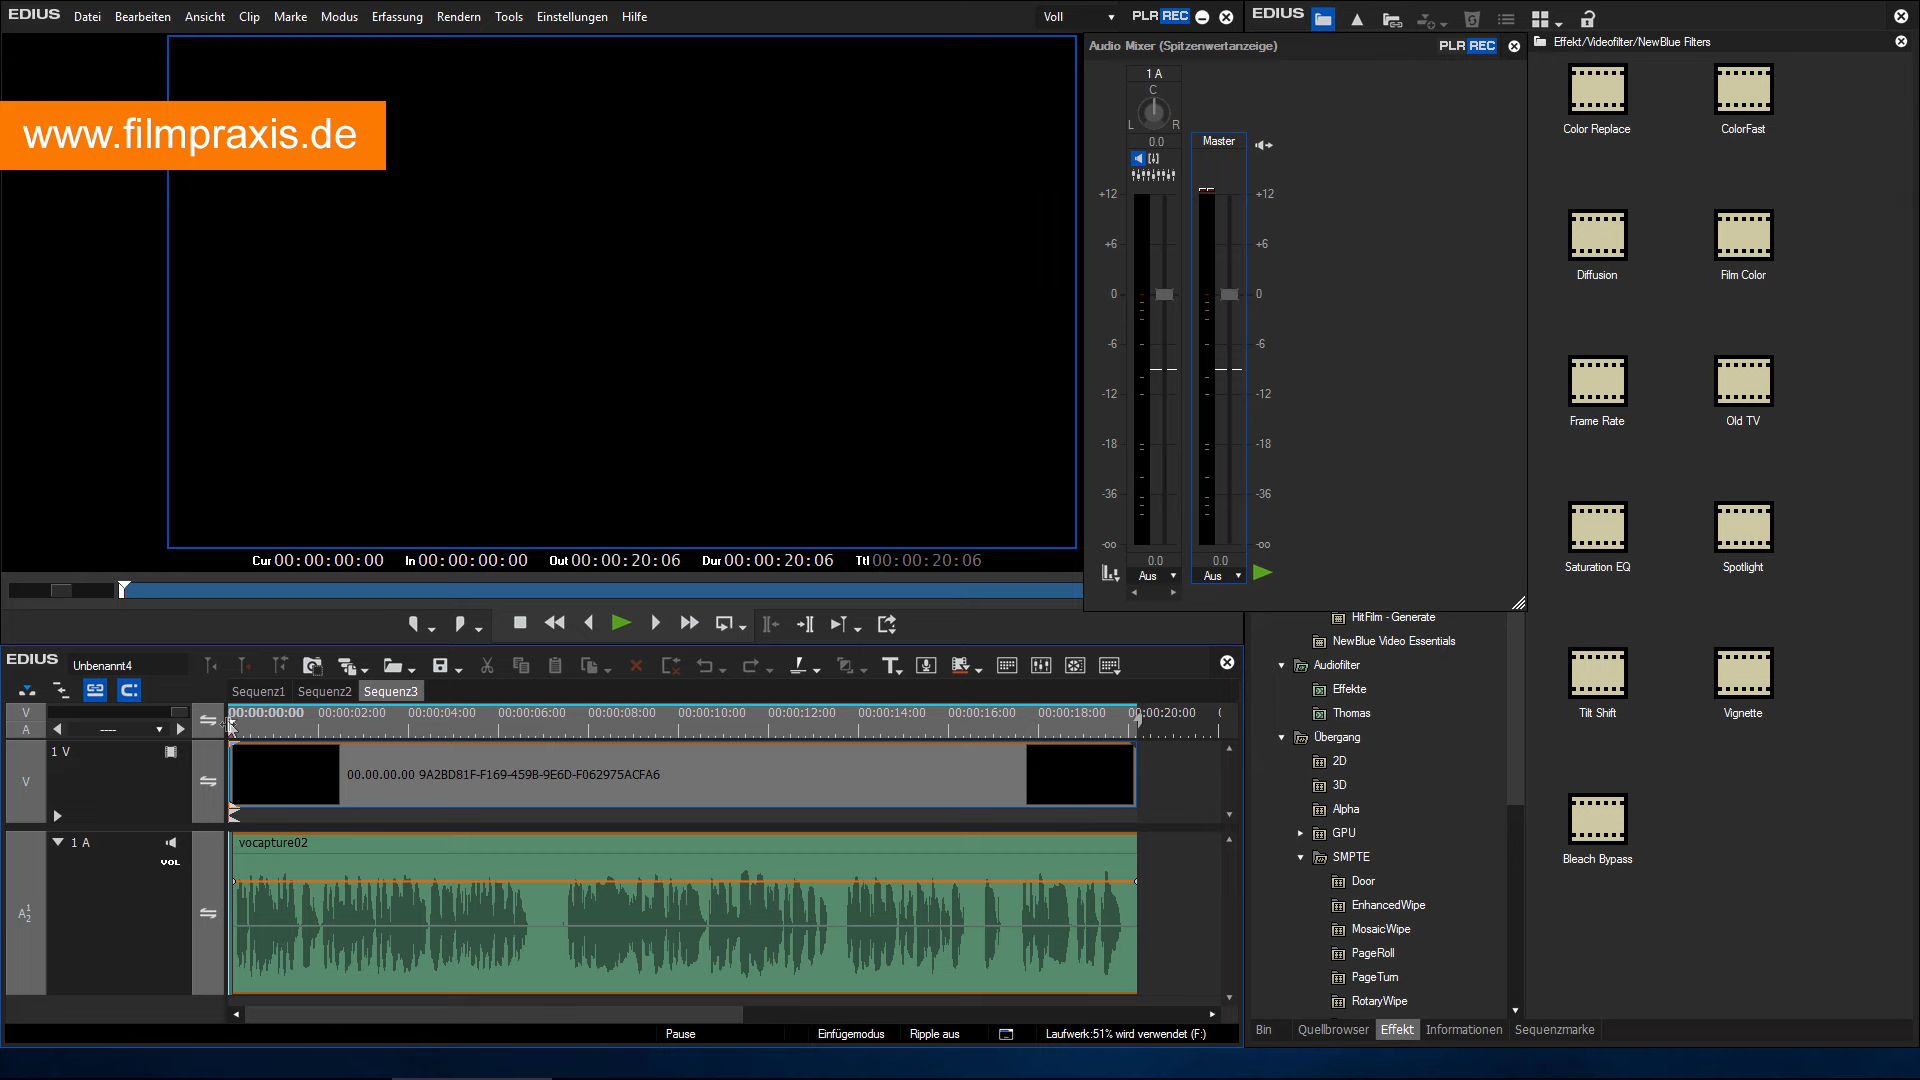 EDIUS Datei Bearbeiten Ansicht Clip Marke Modus Erfassung Rendern Tools Einstellungen Hilfe Voll PLR REC
EDIUS
www.filmpraxis.de
Cur 00:00:00:00 In 00:00:00:00 Out 00:00:20:06 Dur 00:00:20:06 Ttl 00:00:20:06
Audio Mixer (Spitzenwertanzeige) PLR REC
1 A
C
L R
0.0
Master
+12 +12
+6 +6
0 0
-6 -6
-12 -12
-18 -18
-36 -36
-oo -oo
0.0 0.0
Aus Aus
Effekt/Videofilter/NewBlue Filters
Color Replace ColorFast
Diffusion Film Color
Frame Rate Old TV
Saturation EQ Spotlight
Tilt Shift Vignette
Bleach Bypass
HitFilm - Generate
NewBlue Video Essentials
Audiofilter
Effekte
Thomas
Übergang
2D
3D
Alpha
GPU
SMPTE
Door
EnhancedWipe
MosaicWipe
PageRoll
PageTurn
RotaryWipe
Bin Quellbrowser Effekt Informationen Sequenzmarke
EDIUS Unbenannt4
Sequenz1 Sequenz2 Sequenz3
00:00:00:00 00:00:02:00 00:00:04:00 00:00:06:00 00:00:08:00 00:00:10:00 00:00:12:00 00:00:14:00 00:00:16:00 00:00:18:00 00:00:20:00
V
A ----
1 V
V
00.00.00.00 9A2BD81F-F169-459B-9E6D-F062975ACFA6
1 A
VOL
A 1 2
vocapture02
Pause Einfügemodus Ripple aus Laufwerk:51% wird verwendet (F:)